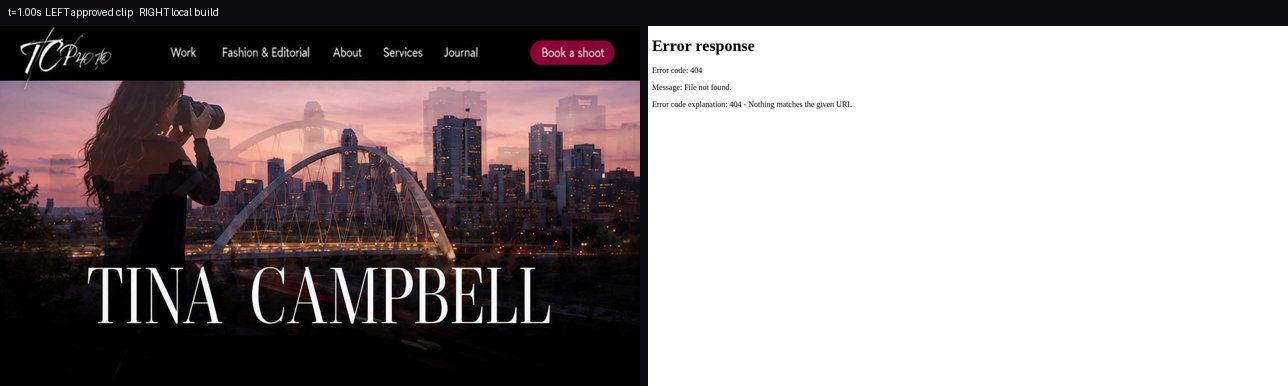 t=1.00s LEFT approved clip RIGHT local build
TCPhoto
Work Fashion & Editorial About Services Journal Book a shoot
TINA CAMPBELL
Error response
Error code: 404
Message: File not found.
Error code explanation: 404 - Nothing matches the given URI.